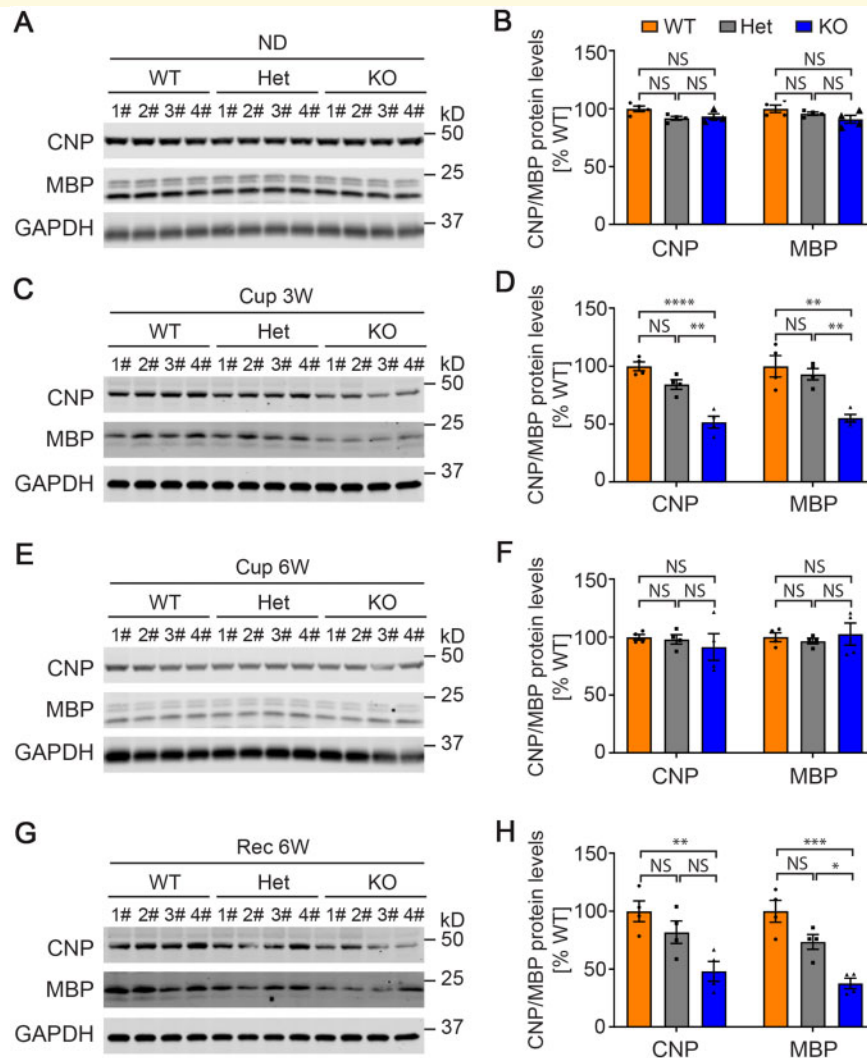 A
ND
WT Het KO
1# 2# 3# 4# 1# 2# 3# 4# 1# 2# 3# 4# kD
CNP 50
MBP 25
GAPDH 37
B
WT Het KO
CNP/MBP protein levels
[% WT]
150
100
50
0
NS NS
NS NS NS NS
CNP MBP
C
Cup 3W
WT Het KO
1# 2# 3# 4# 1# 2# 3# 4# 1# 2# 3# 4# kD
CNP 50
MBP 25
GAPDH 37
D
CNP/MBP protein levels
[% WT]
150
100
50
0
**** **
NS ** NS **
CNP MBP
E
Cup 6W
WT Het KO
1# 2# 3# 4# 1# 2# 3# 4# 1# 2# 3# 4# kD
CNP 50
MBP 25
GAPDH 37
F
CNP/MBP protein levels
[% WT]
150
100
50
0
NS NS
NS NS NS NS
CNP MBP
G
Rec 6W
WT Het KO
1# 2# 3# 4# 1# 2# 3# 4# 1# 2# 3# 4# kD
CNP 50
MBP 25
GAPDH 37
H
CNP/MBP protein levels
[% WT]
150
100
50
0
** ***
NS NS NS *
CNP MBP